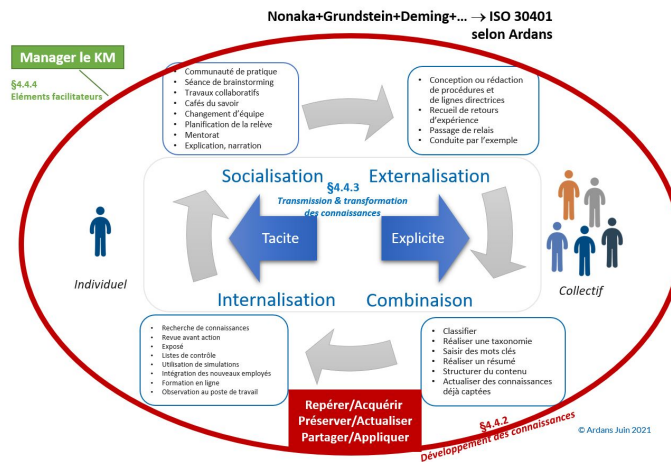 Nonaka+Grundstein+Deming+... → ISO 30401
selon Ardans
Manager le KM
§4.4.4
Eléments facilitateurs
• Communauté de pratique
• Séance de brainstorming
• Travaux collaboratifs
• Cafés du savoir
• Changement d'équipe
• Planification de la relève
• Mentorat
• Explication, narration
• Conception ou rédaction
de procédures et
de lignes directrices
• Recueil de retours
d'expérience
• Passage de relais
• Conduite par l'exemple
Socialisation
Externalisation
§4.4.3
Transmission & transformation
des connaissances
Tacite
Explicite
Individuel
Collectif
Internalisation
Combinaison
• Recherche de connaissances
• Revue avant action
• Exposé
• Listes de contrôle
• Utilisation de simulations
• Intégration des nouveaux employés
• Formation en ligne
• Observation au poste de travail
• Classifier
• Réaliser une taxonomie
• Saisir des mots clés
• Réaliser un résumé
• Structurer du contenu
• Actualiser des connaissances
déjà captées
Repérer/Acquérir
Préserver/Actualiser
Partager/Appliquer
§4.4.2
Développement des connaissances
© Ardans Juin 2021